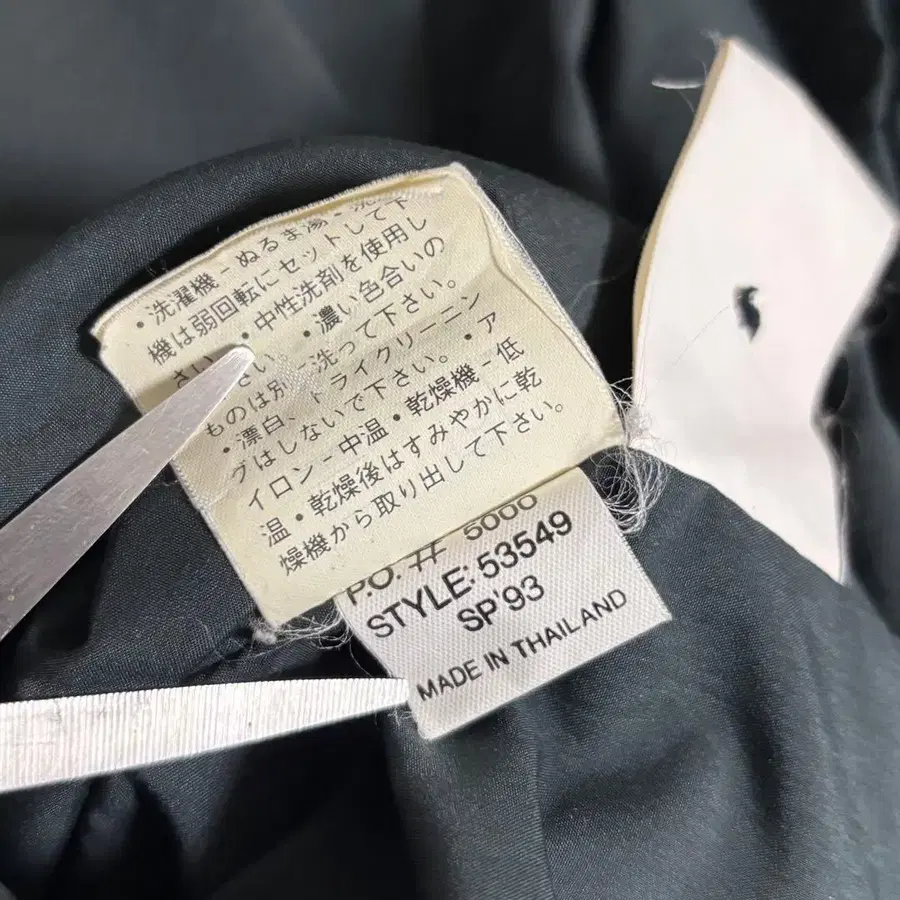 ・洗濯機－ぬるま湯・洗
機は弱回転にセットして下
さい。・中性洗剤を使用し
さい。・濃い色合いの
ものは別 洗って下さい。
・漂白、ドライクリーニン
グはしないで下さい。・ア
イロン－中温・乾燥機－低
温・乾燥後はすみやかに乾
燥機から取り出して下さい。
P.O. # 5000
STYLE: 53549
SP'93
MADE IN THAILAND